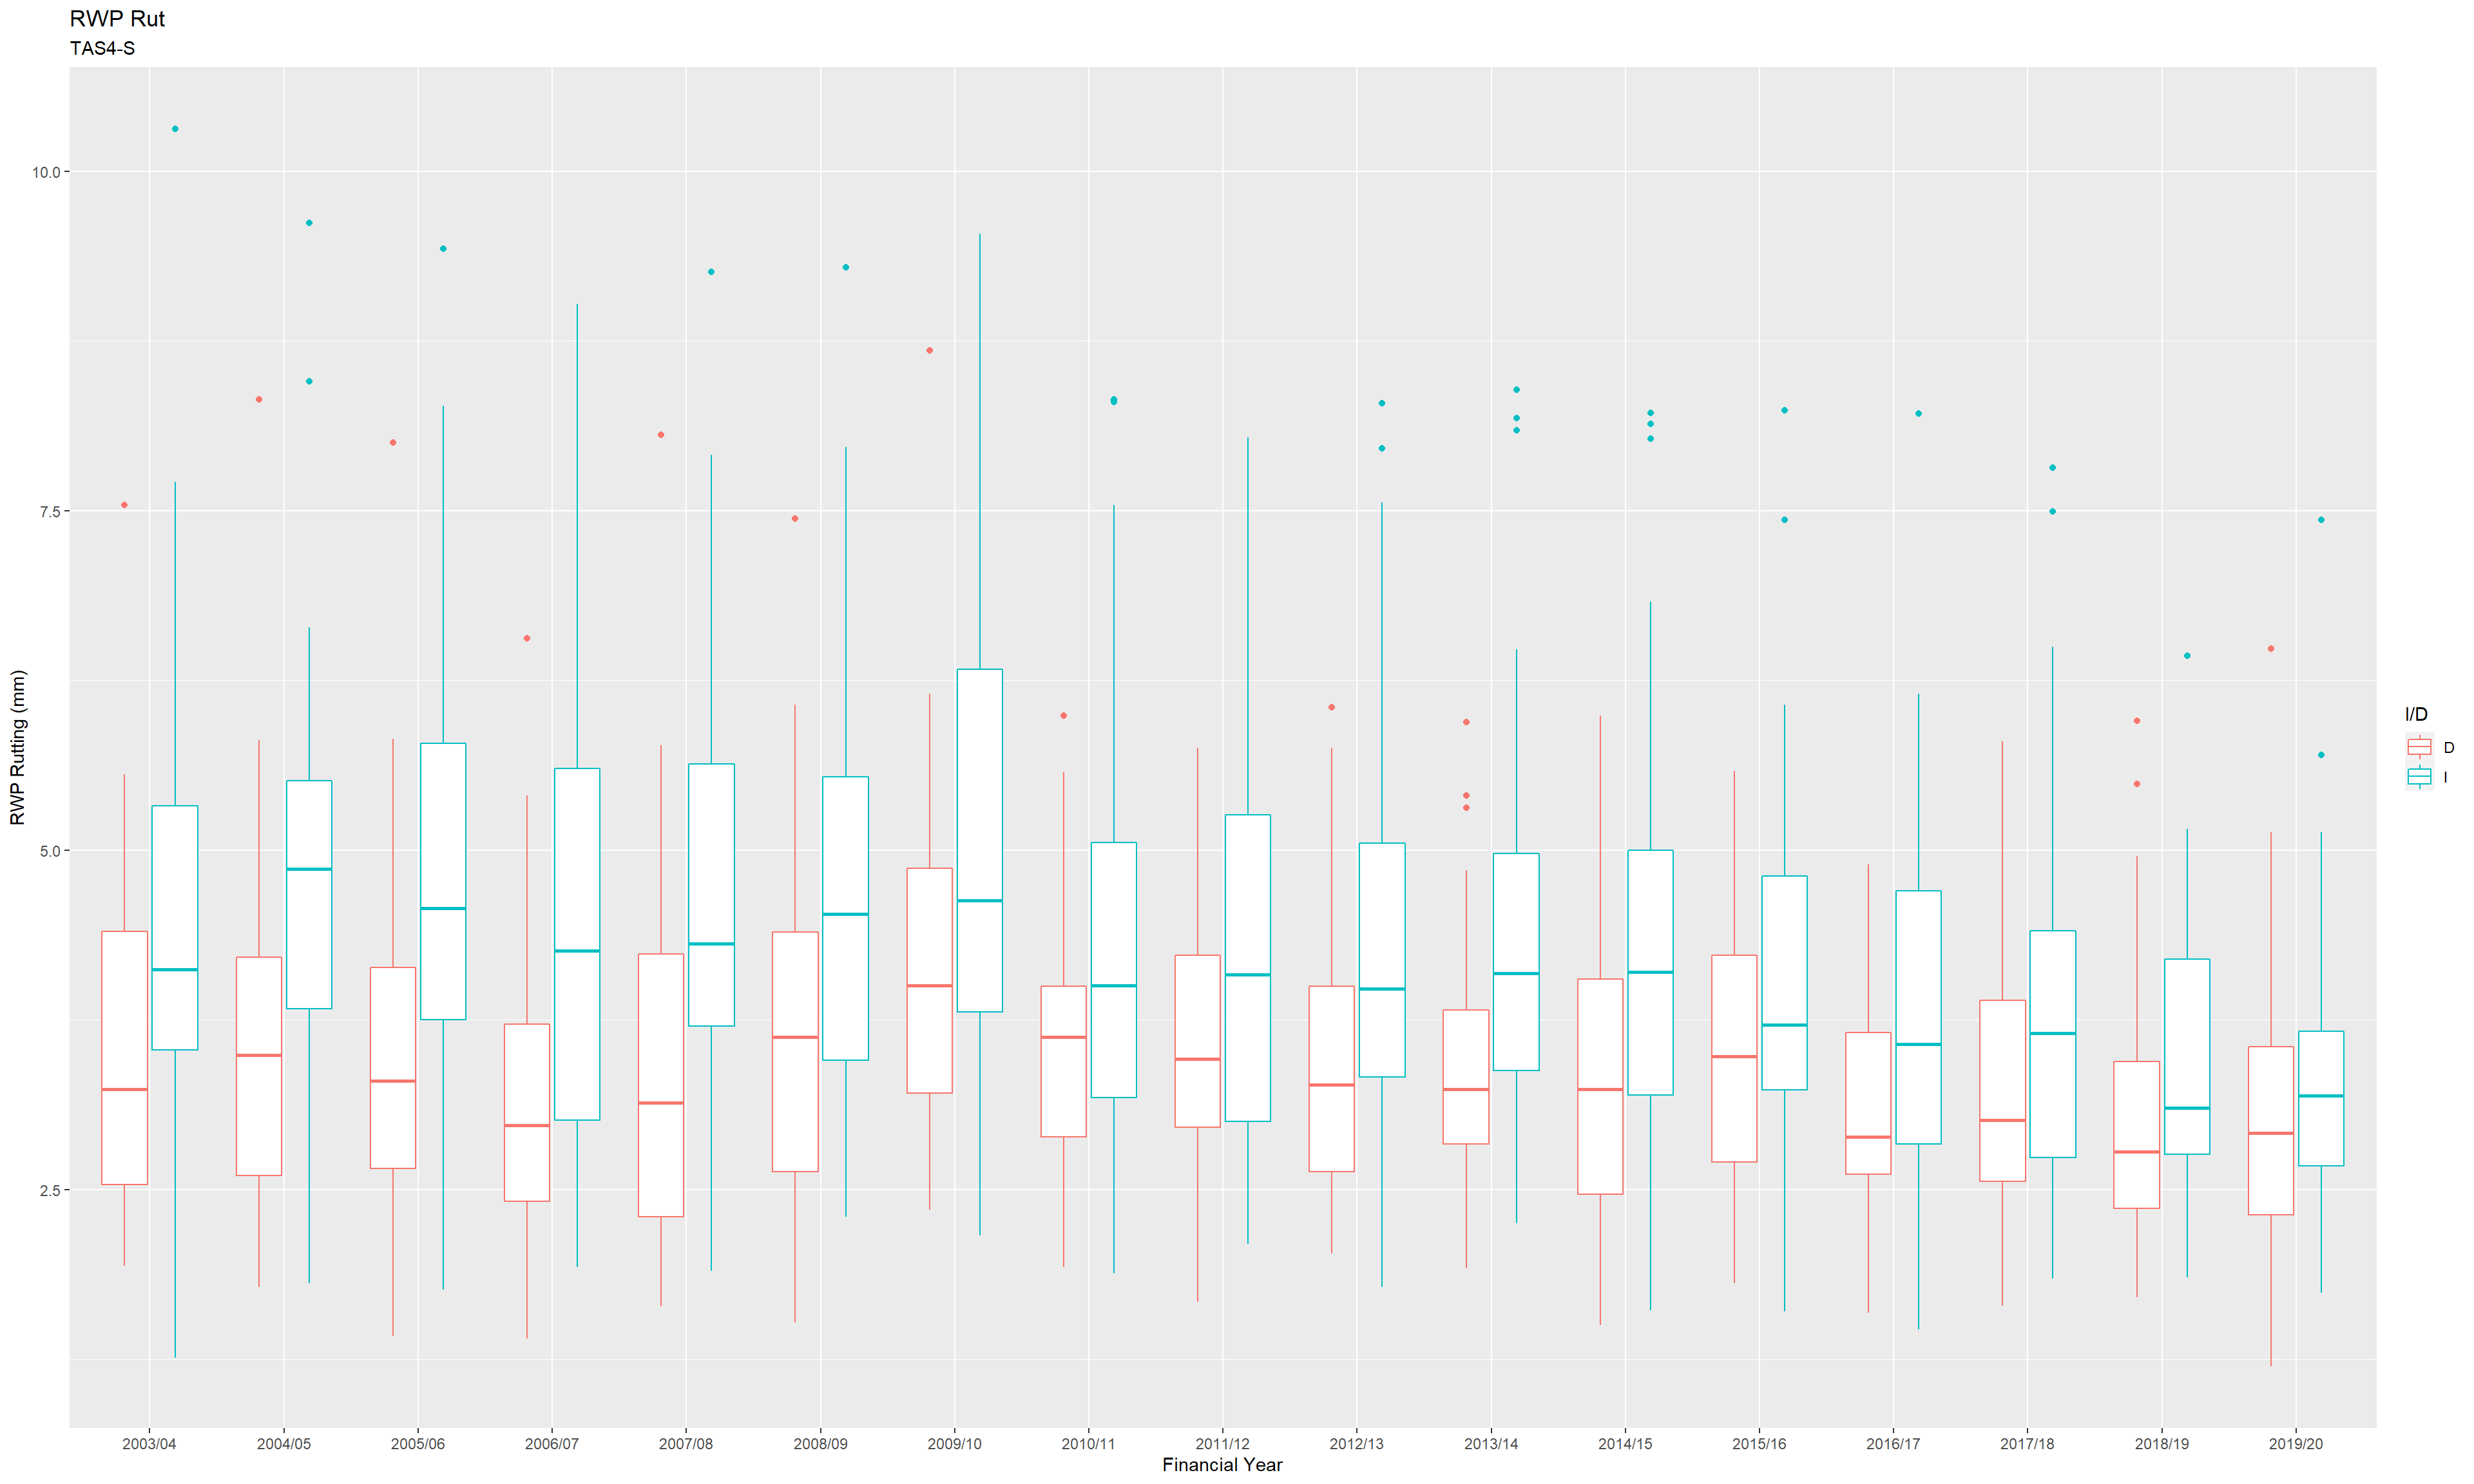 RWP Rut
TAS4-S
RWP Rutting (mm)
10.0
7.5
5.0
2.5
2003/04 2004/05 2005/06 2006/07 2007/08 2008/09 2009/10 2010/11 2011/12 2012/13 2013/14 2014/15 2015/16 2016/17 2017/18 2018/19 2019/20
Financial Year
I/D
D
I